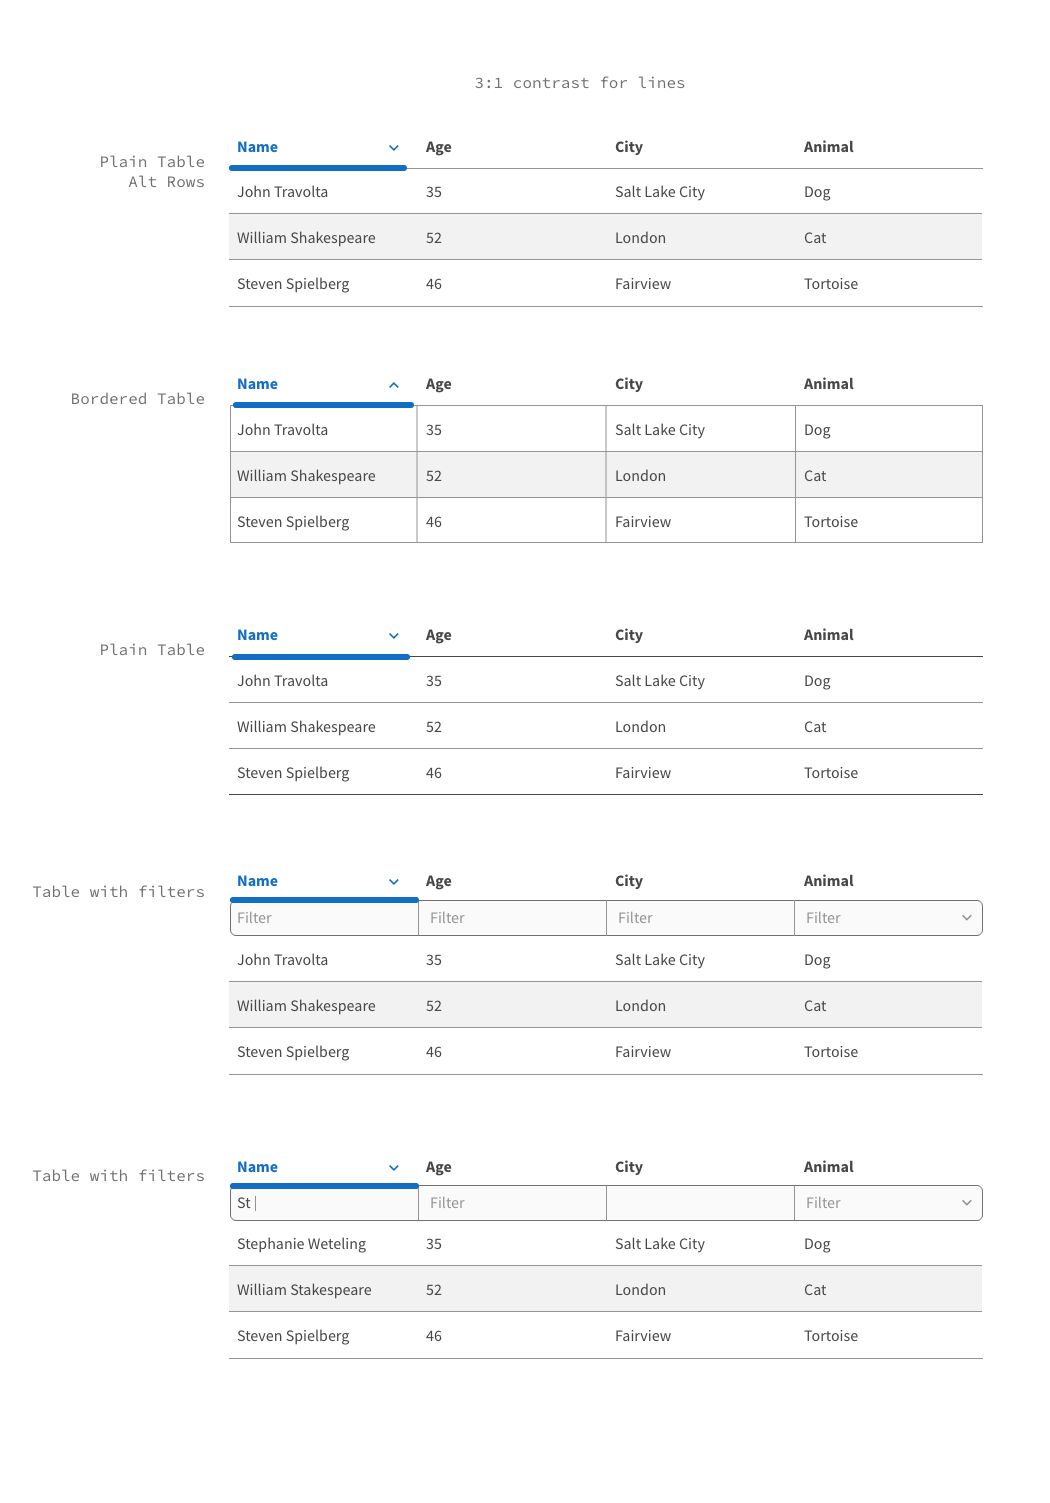 3:1 contrast for lines
Plain Table
Alt Rows
Name Age City Animal
John Travolta 35 Salt Lake City Dog
William Shakespeare 52 London Cat
Steven Spielberg 46 Fairview Tortoise
Bordered Table
Name Age City Animal
John Travolta 35 Salt Lake City Dog
William Shakespeare 52 London Cat
Steven Spielberg 46 Fairview Tortoise
Plain Table
Name Age City Animal
John Travolta 35 Salt Lake City Dog
William Shakespeare 52 London Cat
Steven Spielberg 46 Fairview Tortoise
Table with filters
Name Age City Animal
Filter Filter Filter Filter
John Travolta 35 Salt Lake City Dog
William Shakespeare 52 London Cat
Steven Spielberg 46 Fairview Tortoise
Table with filters
Name Age City Animal
St Filter Filter
Stephanie Weteling 35 Salt Lake City Dog
William Stakespeare 52 London Cat
Steven Spielberg 46 Fairview Tortoise